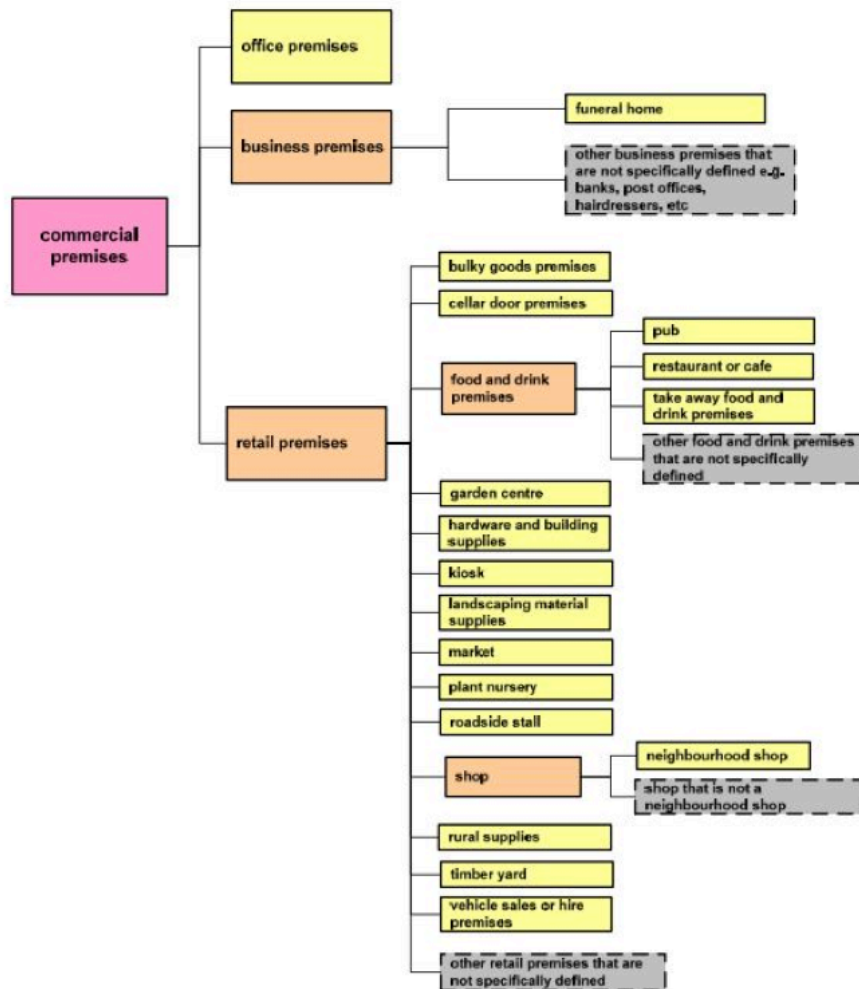 office premises
funeral home
business premises
other business premises that
are not specifically defined e.g.
banks, post offices,
hairdressers, etc
commercial
premises
bulky goods premises
cellar door premises
pub
food and drink
premises
restaurant or cafe
take away food and
drink premises
retail premises
other food and drink premises
that are not specifically
defined
garden centre
hardware and building
supplies
kiosk
landscaping material
supplies
market
plant nursery
roadside stall
shop
neighbourhood shop
shop that is not a
neighbourhood shop
rural supplies
timber yard
vehicle sales or hire
premises
other retail premises that are
not specifically defined